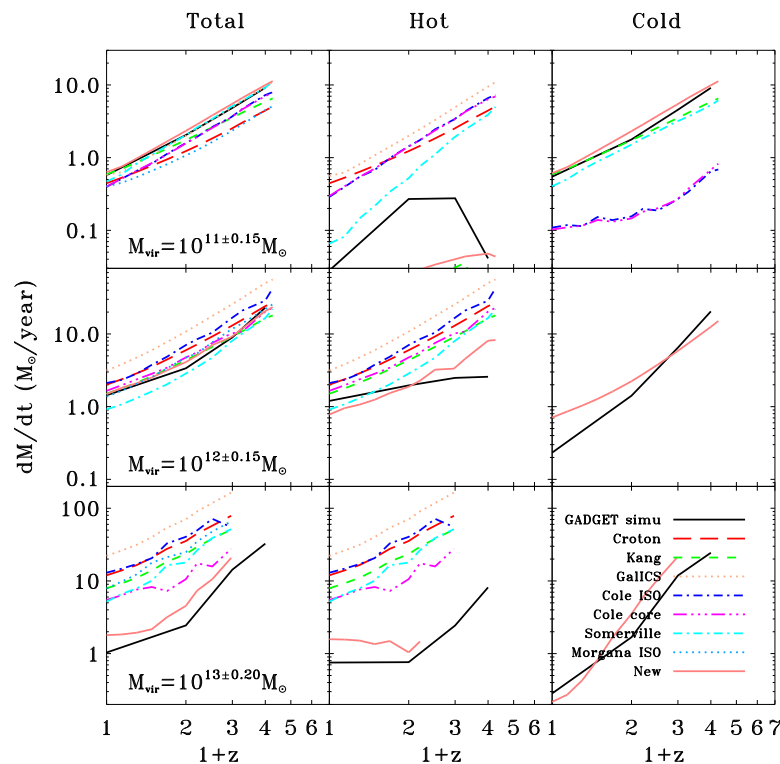 Total Hot Cold
10.0
1.0
0.1
M_vir=10^11±0.15 M_⊙
dM/dt (M_⊙/year)
10.0
1.0
0.1
M_vir=10^12±0.15 M_⊙
100
10
1
M_vir=10^13±0.20 M_⊙
GADGET simu
Croton
Kang
GalICS
Cole ISO
Cole core
Somerville
Morgana ISO
New
1 2 3 4 5 6 1 2 3 4 5 6 1 2 3 4 5 6 7
1+z 1+z 1+z